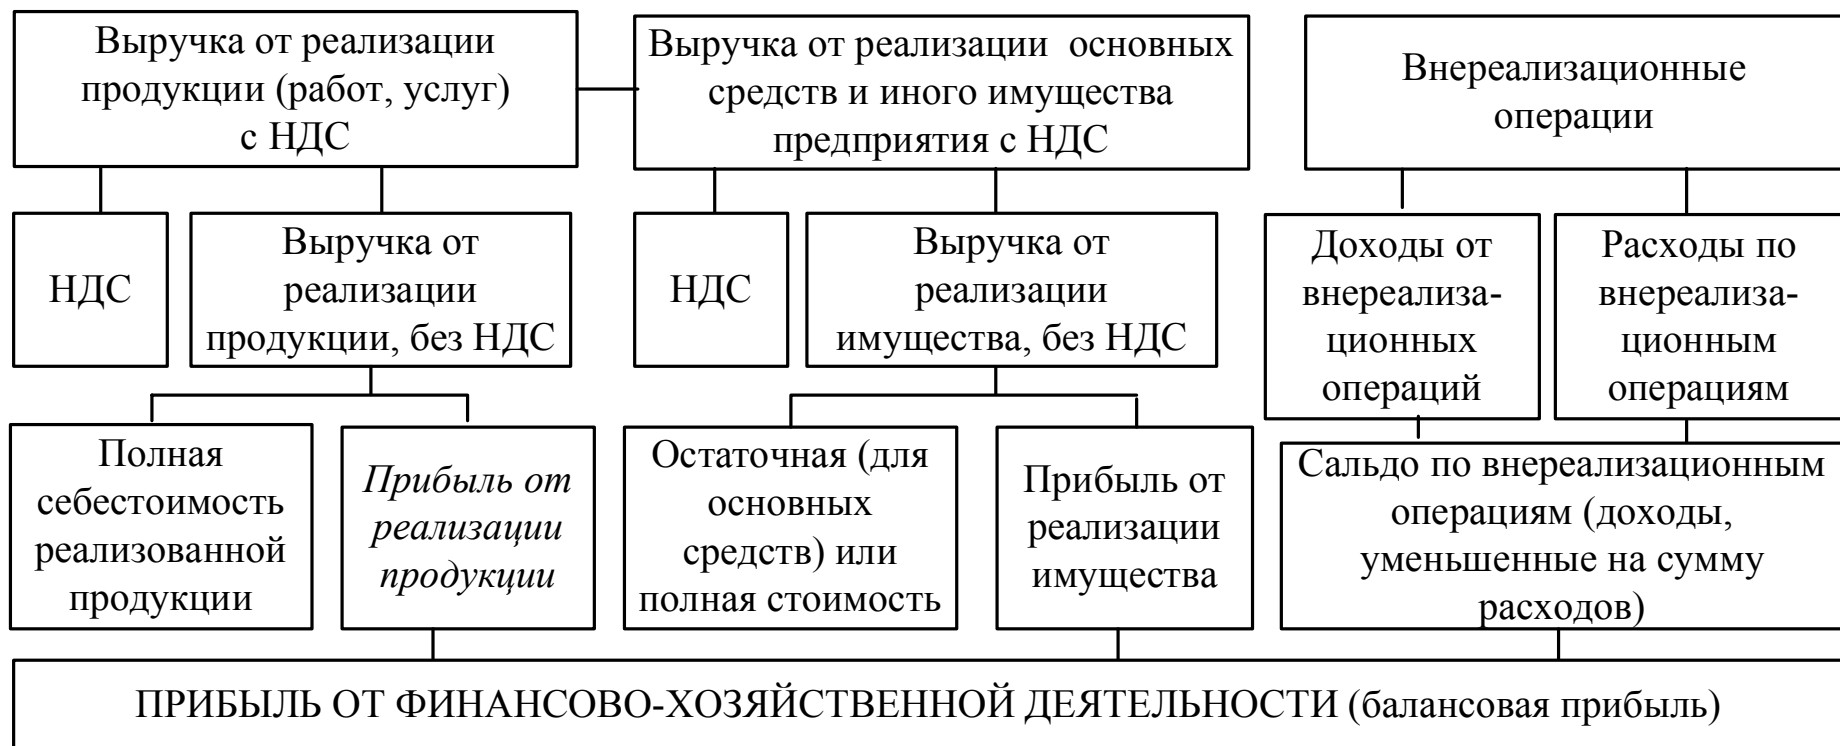 Выручка от реализации
продукции (работ, услуг)
с НДС
Выручка от реализации основных
средств и иного имущества
предприятия с НДС
Внереализационные
операции
НДС
Выручка от
реализации
продукции, без НДС
НДС
Выручка от
реализации
имущества, без НДС
Доходы от
внереализа-
ционных
операций
Расходы по
внереализа-
ционным
операциям
Полная
себестоимость
реализованной
продукции
Прибыль от
реализации
продукции
Остаточная (для
основных
средств) или
полная стоимость
Прибыль от
реализации
имущества
Сальдо по внереализационным
операциям (доходы,
уменьшенные на сумму
расходов)
ПРИБЫЛЬ ОТ ФИНАНСОВО-ХОЗЯЙСТВЕННОЙ ДЕЯТЕЛЬНОСТИ (балансовая прибыль)